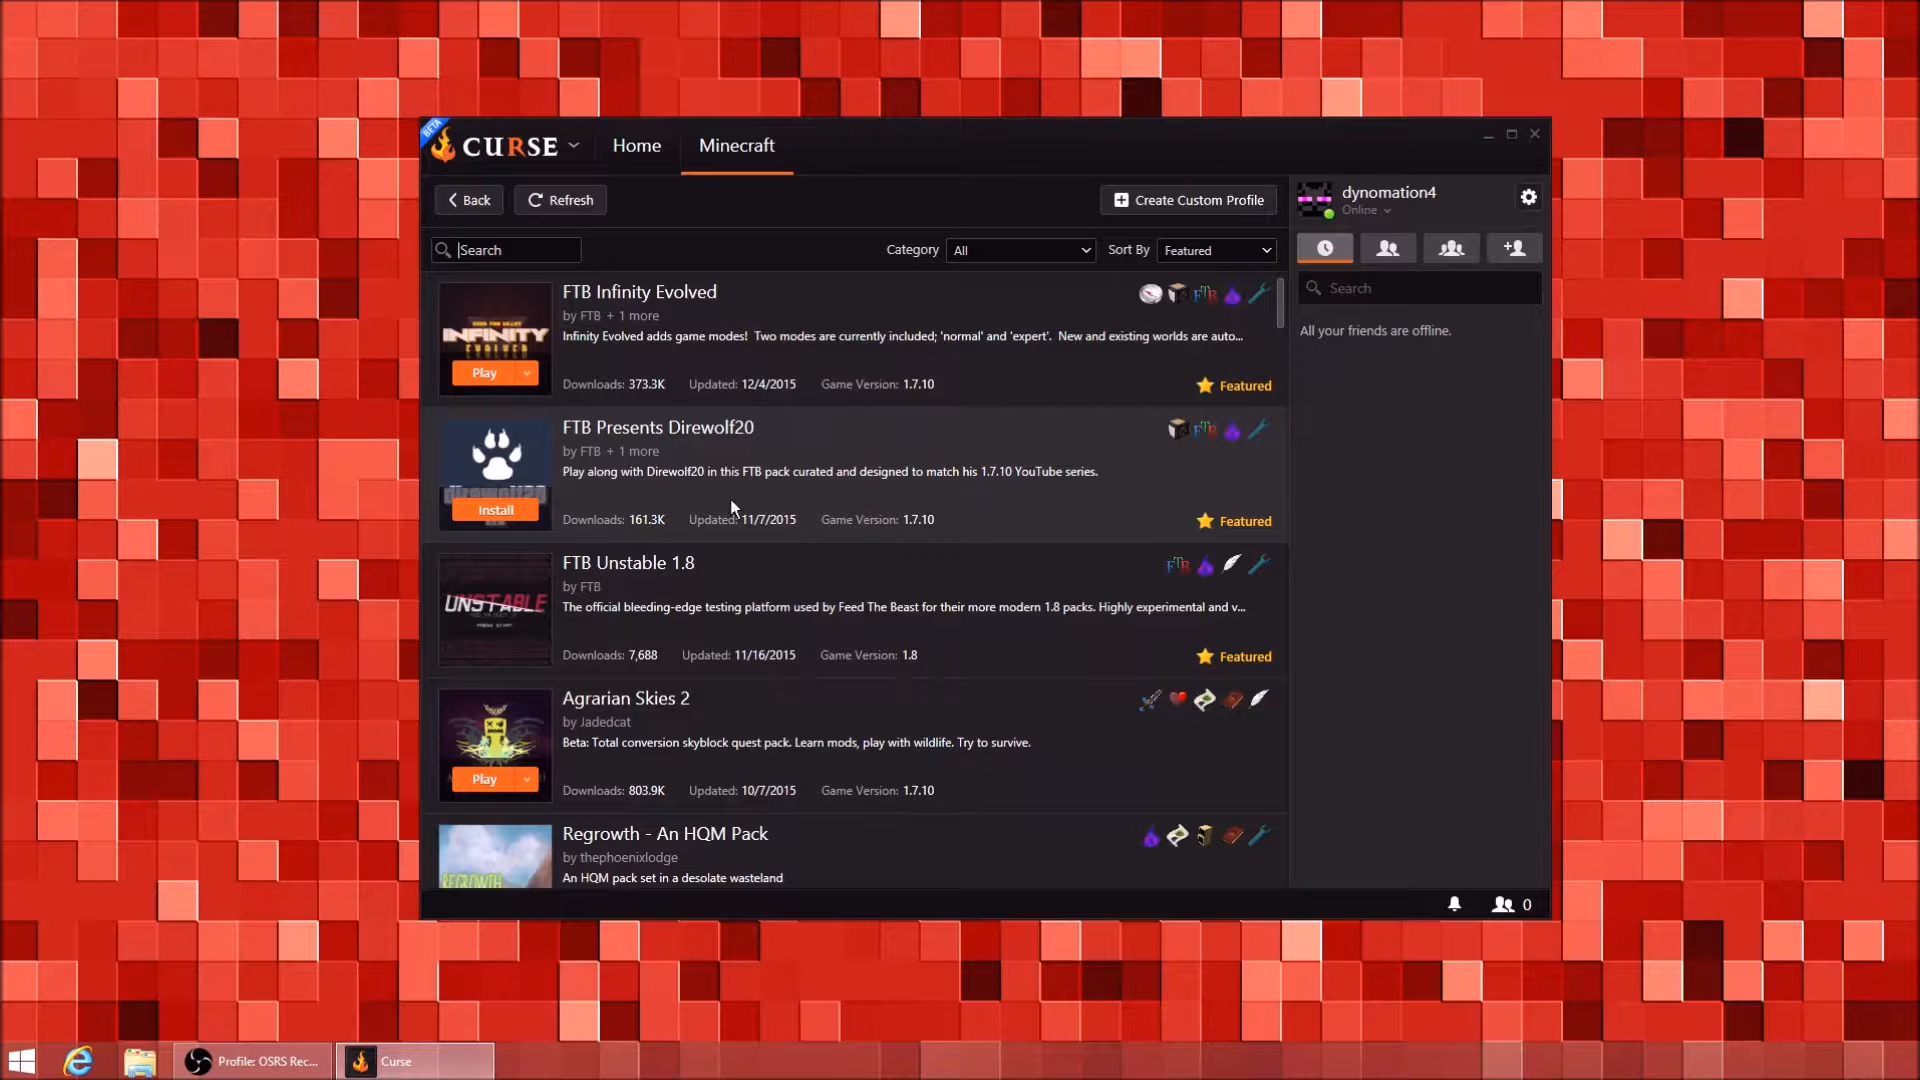 BETA
CURSE
Home
Minecraft
Back
Refresh
Create Custom Profile
Search
Category
All
Sort By
Featured
INFINITY
EVOLVED
Play
FTB Infinity Evolved
by FTB + 1 more
Infinity Evolved adds game modes! Two modes are currently included; 'normal' and 'expert'. New and existing worlds are auto...
Downloads: 373.3K Updated: 12/4/2015 Game Version: 1.7.10
Featured
direwolf20
Install
FTB Presents Direwolf20
by FTB + 1 more
Play along with Direwolf20 in this FTB pack curated and designed to match his 1.7.10 YouTube series.
Downloads: 161.3K Updated: 11/7/2015 Game Version: 1.7.10
Featured
UNSTABLE
PRESS START
FTB Unstable 1.8
by FTB
The official bleeding-edge testing platform used by Feed The Beast for their more modern 1.8 packs. Highly experimental and v...
Downloads: 7,688 Updated: 11/16/2015 Game Version: 1.8
Featured
Play
Agrarian Skies 2
by Jadedcat
Beta: Total conversion skyblock quest pack. Learn mods, play with wildlife. Try to survive.
Downloads: 803.9K Updated: 10/7/2015 Game Version: 1.7.10
REGROWTH
Regrowth - An HQM Pack
by thephoenixlodge
An HQM pack set in a desolate wasteland
dynomation4
Online
Search
All your friends are offline.
0
Profile: OSRS Rec...
Curse